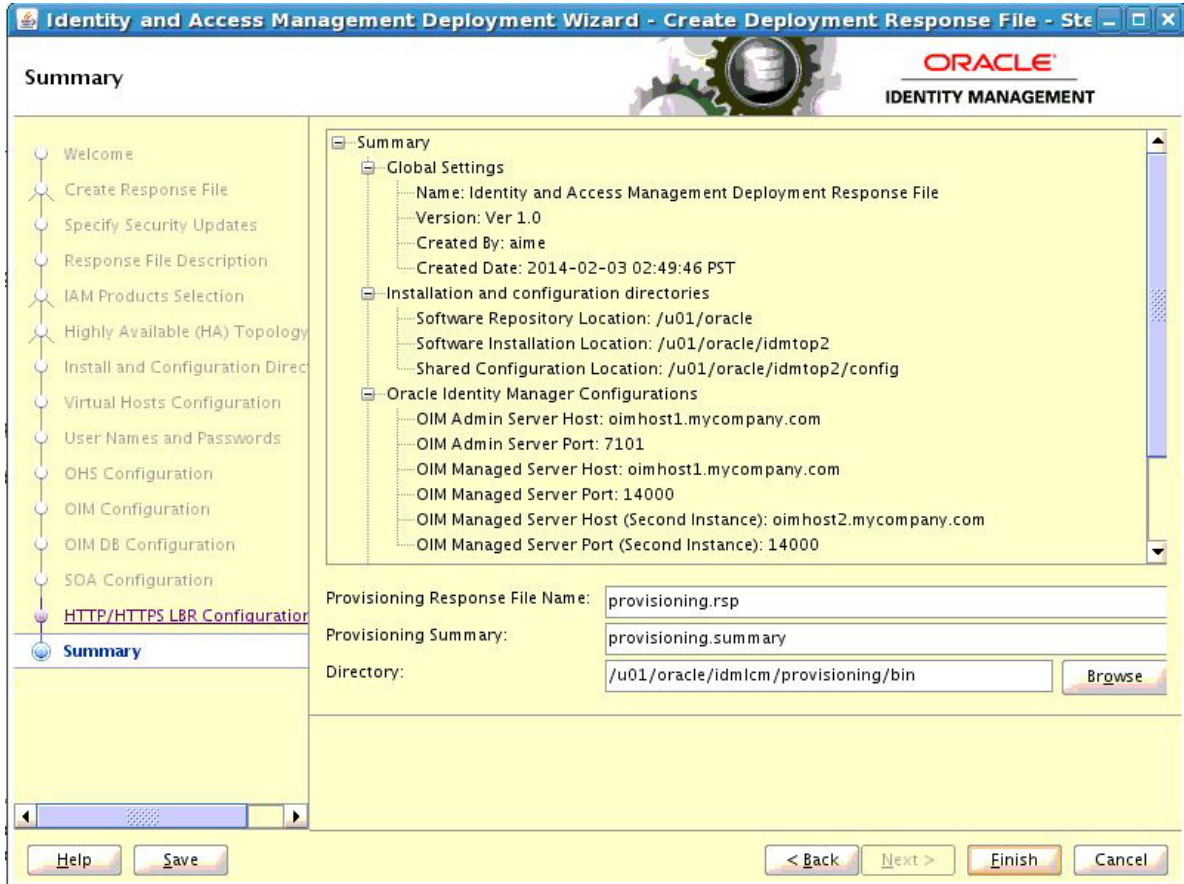 Identity and Access Management Deployment Wizard - Create Deployment Response File - Ste
Summary
ORACLE
IDENTITY MANAGEMENT
Welcome
Create Response File
Specify Security Updates
Response File Description
IAM Products Selection
Highly Available (HA) Topology
Install and Configuration Direc
Virtual Hosts Configuration
User Names and Passwords
OHS Configuration
OIM Configuration
OIM DB Configuration
SOA Configuration
HTTP/HTTPS LBR Configuration
Summary
Summary
Global Settings
Name: Identity and Access Management Deployment Response File
Version: Ver 1.0
Created By: aime
Created Date: 2014-02-03 02:49:46 PST
Installation and configuration directories
Software Repository Location: /u01/oracle
Software Installation Location: /u01/oracle/idmtop2
Shared Configuration Location: /u01/oracle/idmtop2/config
Oracle Identity Manager Configurations
OIM Admin Server Host: oimhost1.mycompany.com
OIM Admin Server Port: 7101
OIM Managed Server Host: oimhost1.mycompany.com
OIM Managed Server Port: 14000
OIM Managed Server Host (Second Instance): oimhost2.mycompany.com
OIM Managed Server Port (Second Instance): 14000
Provisioning Response File Name: provisioning.rsp
Provisioning Summary: provisioning.summary
Directory: /u01/oracle/idmlcm/provisioning/bin Browse
Help Save < Back Next > Finish Cancel